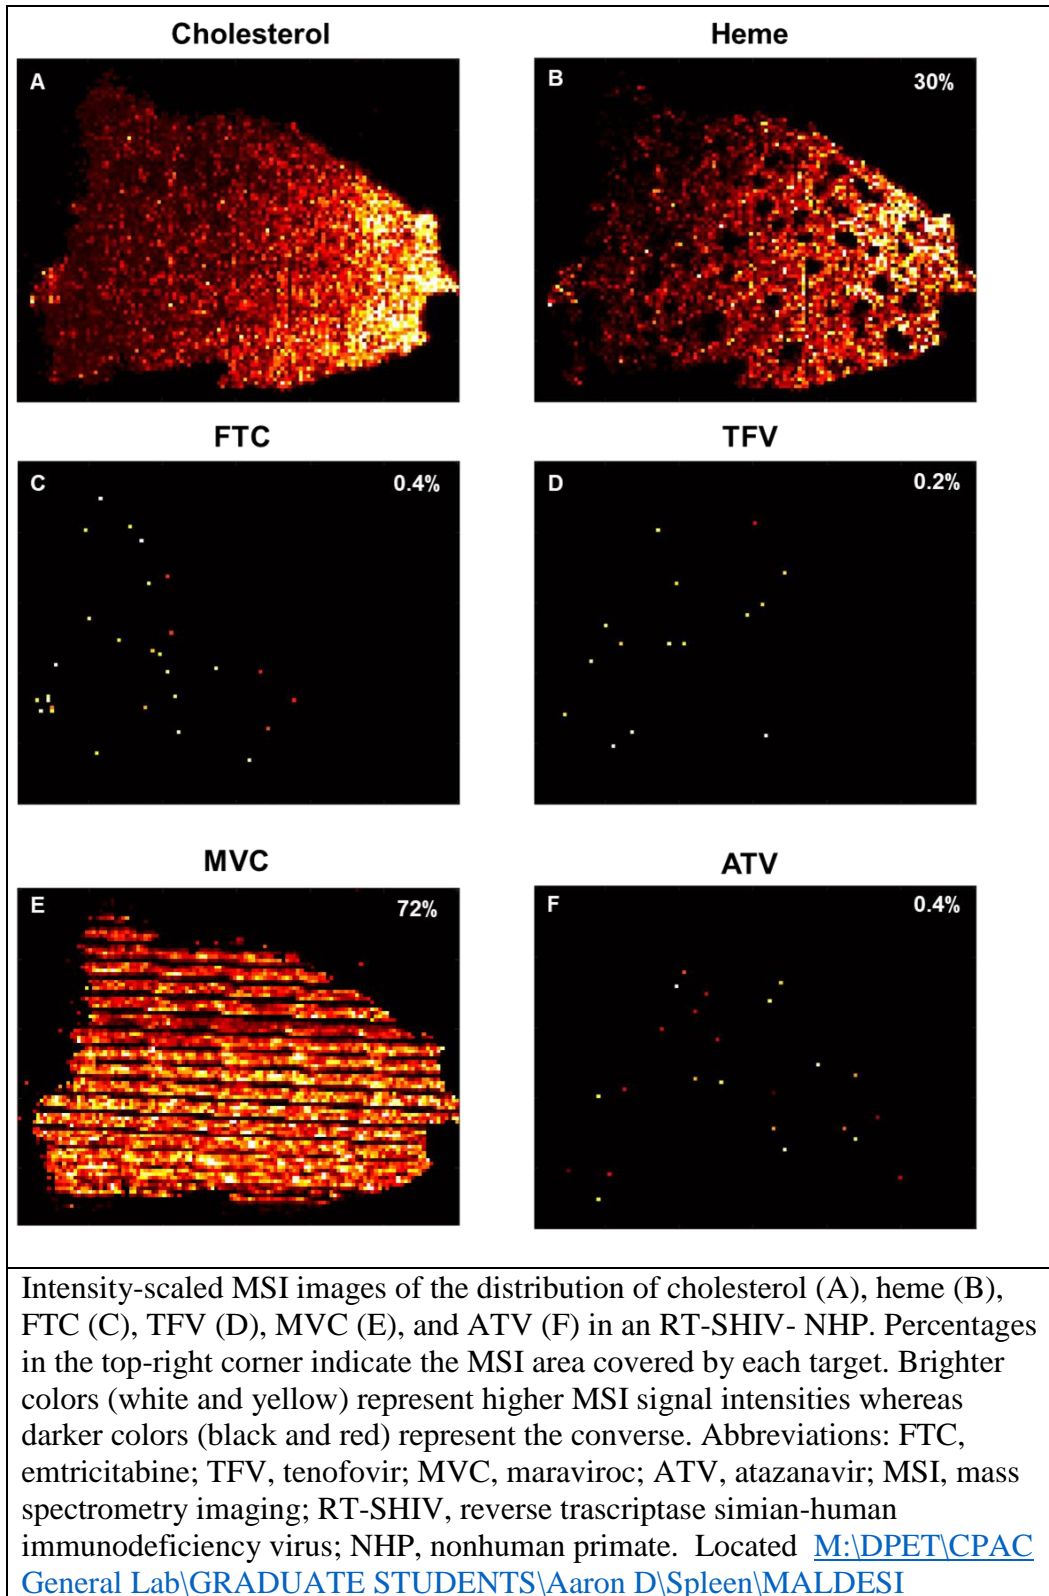 Cholesterol
Heme
A
B
30%
FTC
TFV
C
0.4%
D
0.2%
MVC
ATV
E
72%
F
0.4%
Intensity-scaled MSI images of the distribution of cholesterol (A), heme (B),
FTC (C), TFV (D), MVC (E), and ATV (F) in an RT-SHIV- NHP. Percentages
in the top-right corner indicate the MSI area covered by each target. Brighter
colors (white and yellow) represent higher MSI signal intensities whereas
darker colors (black and red) represent the converse. Abbreviations: FTC,
emtricitabine; TFV, tenofovir; MVC, maraviroc; ATV, atazanavir; MSI, mass
spectrometry imaging; RT-SHIV, reverse trascriptase simian-human
immunodeficiency virus; NHP, nonhuman primate. Located M:\DPET\CPAC
General Lab\GRADUATE STUDENTS\Aaron D\Spleen\MALDESI